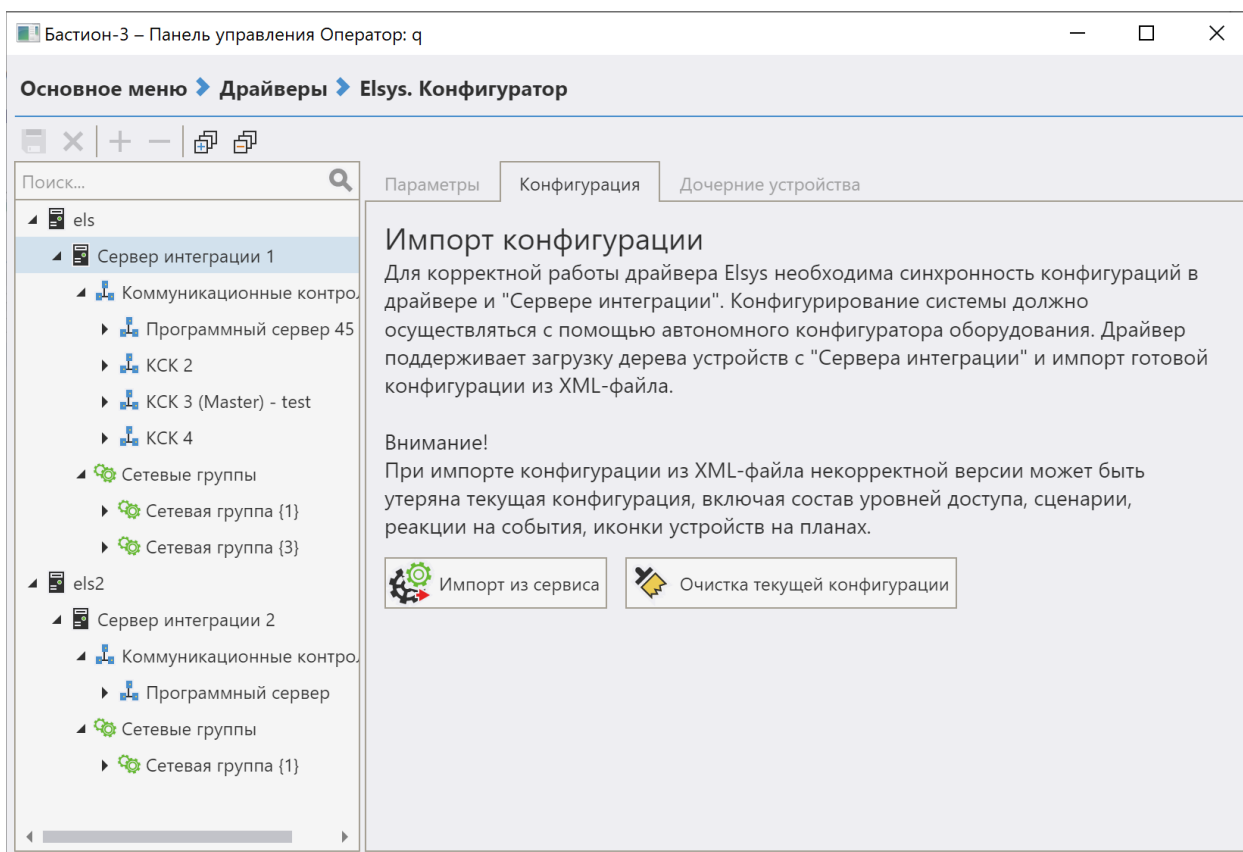 Бастион-3 – Панель управления Оператор: q
Основное меню Драйверы Elsys. Конфигуратор
Поиск...
els
Сервер интеграции 1
Коммуникационные контро
Программный сервер 45
КСК 2
КСК 3 (Master) - test
КСК 4
Сетевые группы
Сетевая группа {1}
Сетевая группа {3}
els2
Сервер интеграции 2
Коммуникационные контро
Программный сервер
Сетевые группы
Сетевая группа {1}
Параметры Конфигурация Дочерние устройства
Импорт конфигурации
Для корректной работы драйвера Elsys необходима синхронность конфигураций в
драйвере и "Сервере интеграции". Конфигурирование системы должно
осуществляться с помощью автономного конфигуратора оборудования. Драйвер
поддерживает загрузку дерева устройств с "Сервера интеграции" и импорт готовой
конфигурации из XML-файла.
Внимание!
При импорте конфигурации из XML-файла некорректной версии может быть
утеряна текущая конфигурация, включая состав уровней доступа, сценарии,
реакции на события, иконки устройств на планах.
Импорт из сервиса Очистка текущей конфигурации